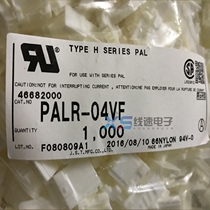 TYPE H SERIES PAL
FOR USE WITH SERIES PAL
CAUTION:NOT FOR INTERRUPTING CURRENT
46682000
CAT.NO
PALR-04VF
1,000
线速电子
F080809A1
2016/08/10 66NYLON 94V-0
J.S.T.MFG.CO.,LTD.